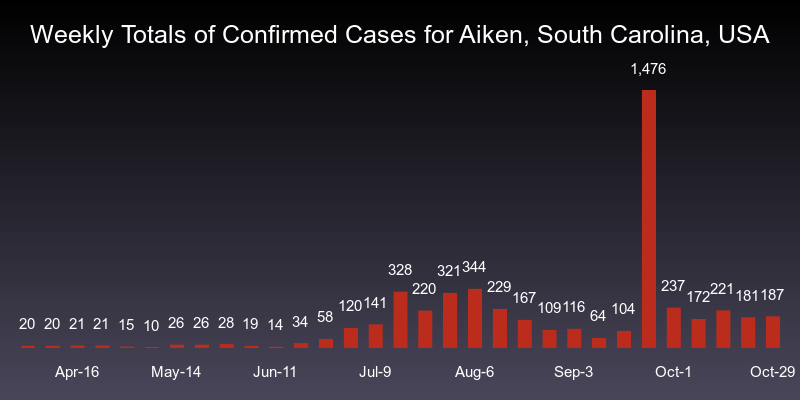 Weekly Totals of Confirmed Cases for Aiken, South Carolina, USA
1,476
20 20 21 21 15 10 26 26 28 19 14 34 58 120 141 328 220 321 344 229 167 109 116 64 104 237 172 221 181 187
Apr-16 May-14 Jun-11 Jul-9 Aug-6 Sep-3 Oct-1 Oct-29